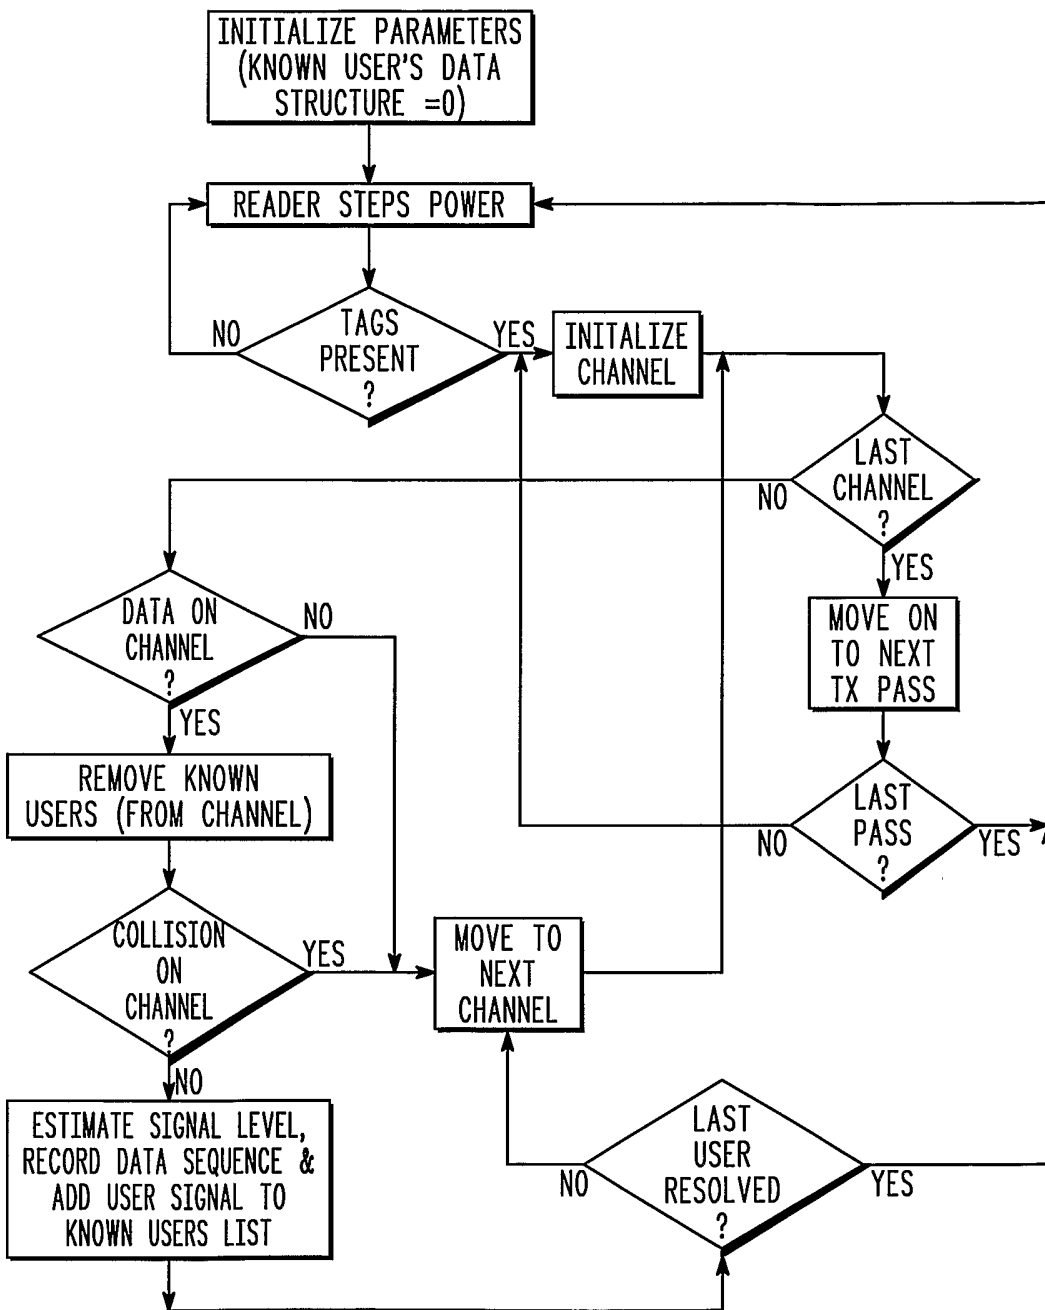 INITIALIZE PARAMETERS
(KNOWN USER'S DATA
STRUCTURE =0)
READER STEPS POWER
NO
TAGS
PRESENT
?
YES
INITALIZE
CHANNEL
LAST
CHANNEL
?
NO
YES
DATA ON
CHANNEL
?
NO
YES
MOVE ON
TO NEXT
TX PASS
REMOVE KNOWN
USERS (FROM CHANNEL)
LAST
PASS
?
NO
YES
COLLISION
ON
CHANNEL
?
YES
NO
MOVE TO
NEXT
CHANNEL
ESTIMATE SIGNAL LEVEL,
RECORD DATA SEQUENCE &
ADD USER SIGNAL TO
KNOWN USERS LIST
LAST
USER
RESOLVED
?
NO
YES